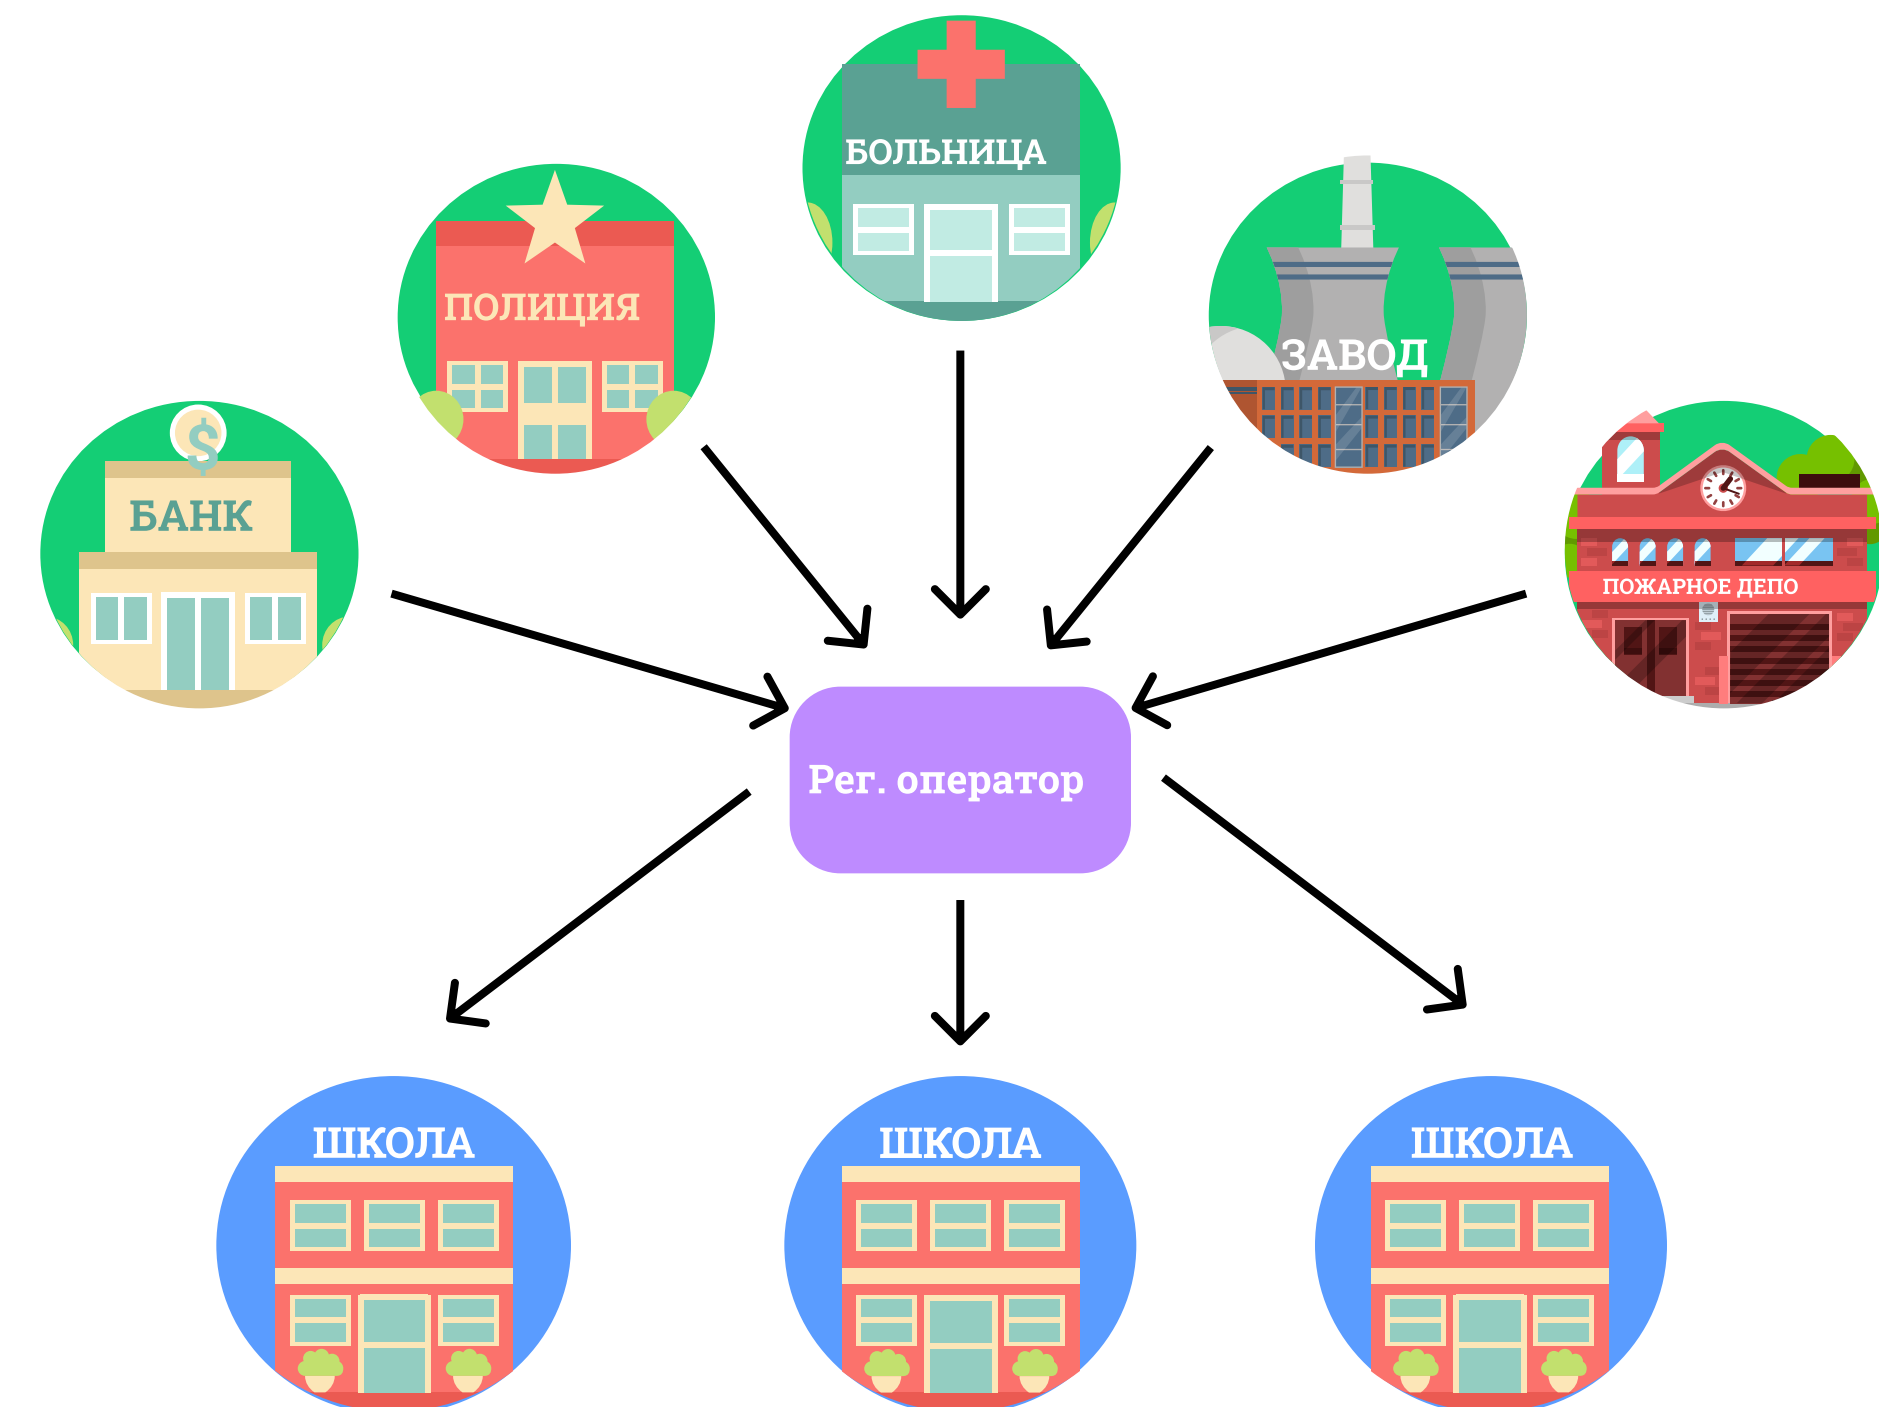 БОЛЬНИЦА
ПОЛИЦИЯ
ЗАВОД
$
БАНК
ПОЖАРНОЕ ДЕПО
Рег. оператор
ШКОЛА
ШКОЛА
ШКОЛА